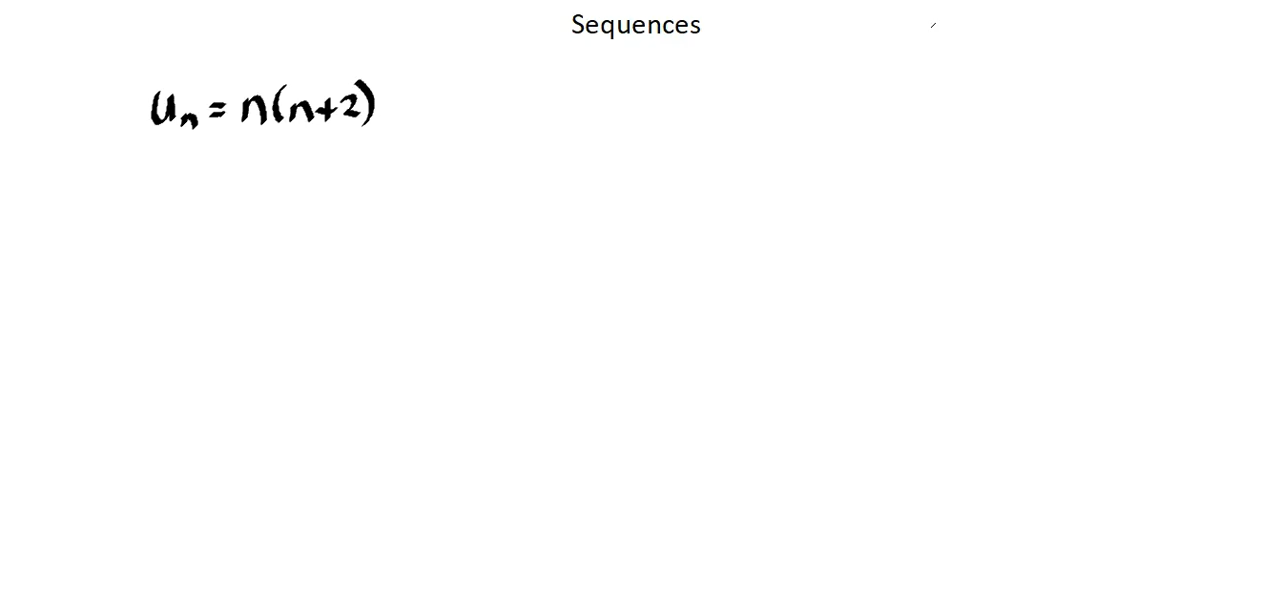 Sequences
uₙ = n(n+2)